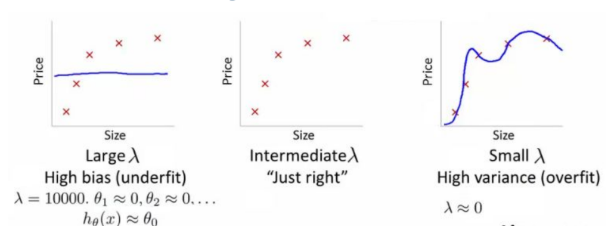 Price
Size
Large λ
High bias (underfit)
λ = 10000. θ₁ ≈ 0, θ₂ ≈ 0, . . . .
hθ(x) ≈ θ₀
Price
Size
Intermediate λ
“Just right”
Price
Size
Small λ
High variance (overfit)
λ ≈ 0